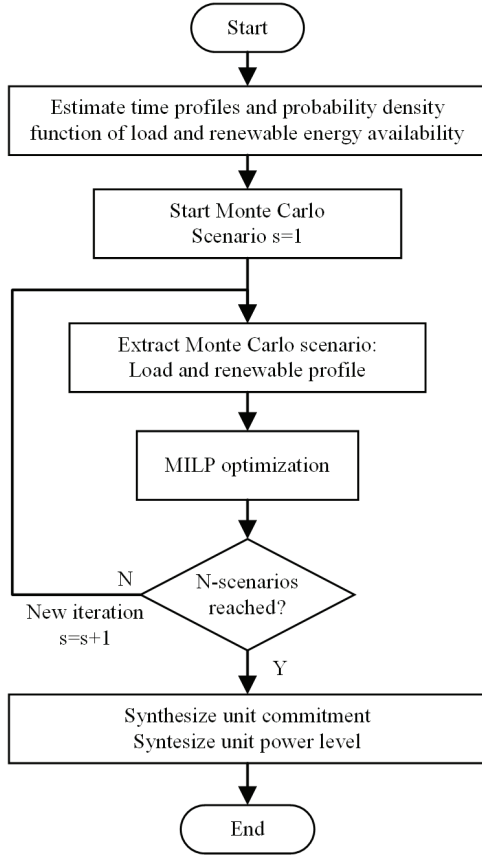 Start
Estimate time profiles and probability density
function of load and renewable energy availability
Start Monte Carlo
Scenario s=1
Extract Monte Carlo scenario:
Load and renewable profile
MILP optimization
N-scenarios
reached?
N
New iteration
s=s+1
Y
Synthesize unit commitment
Syntesize unit power level
End